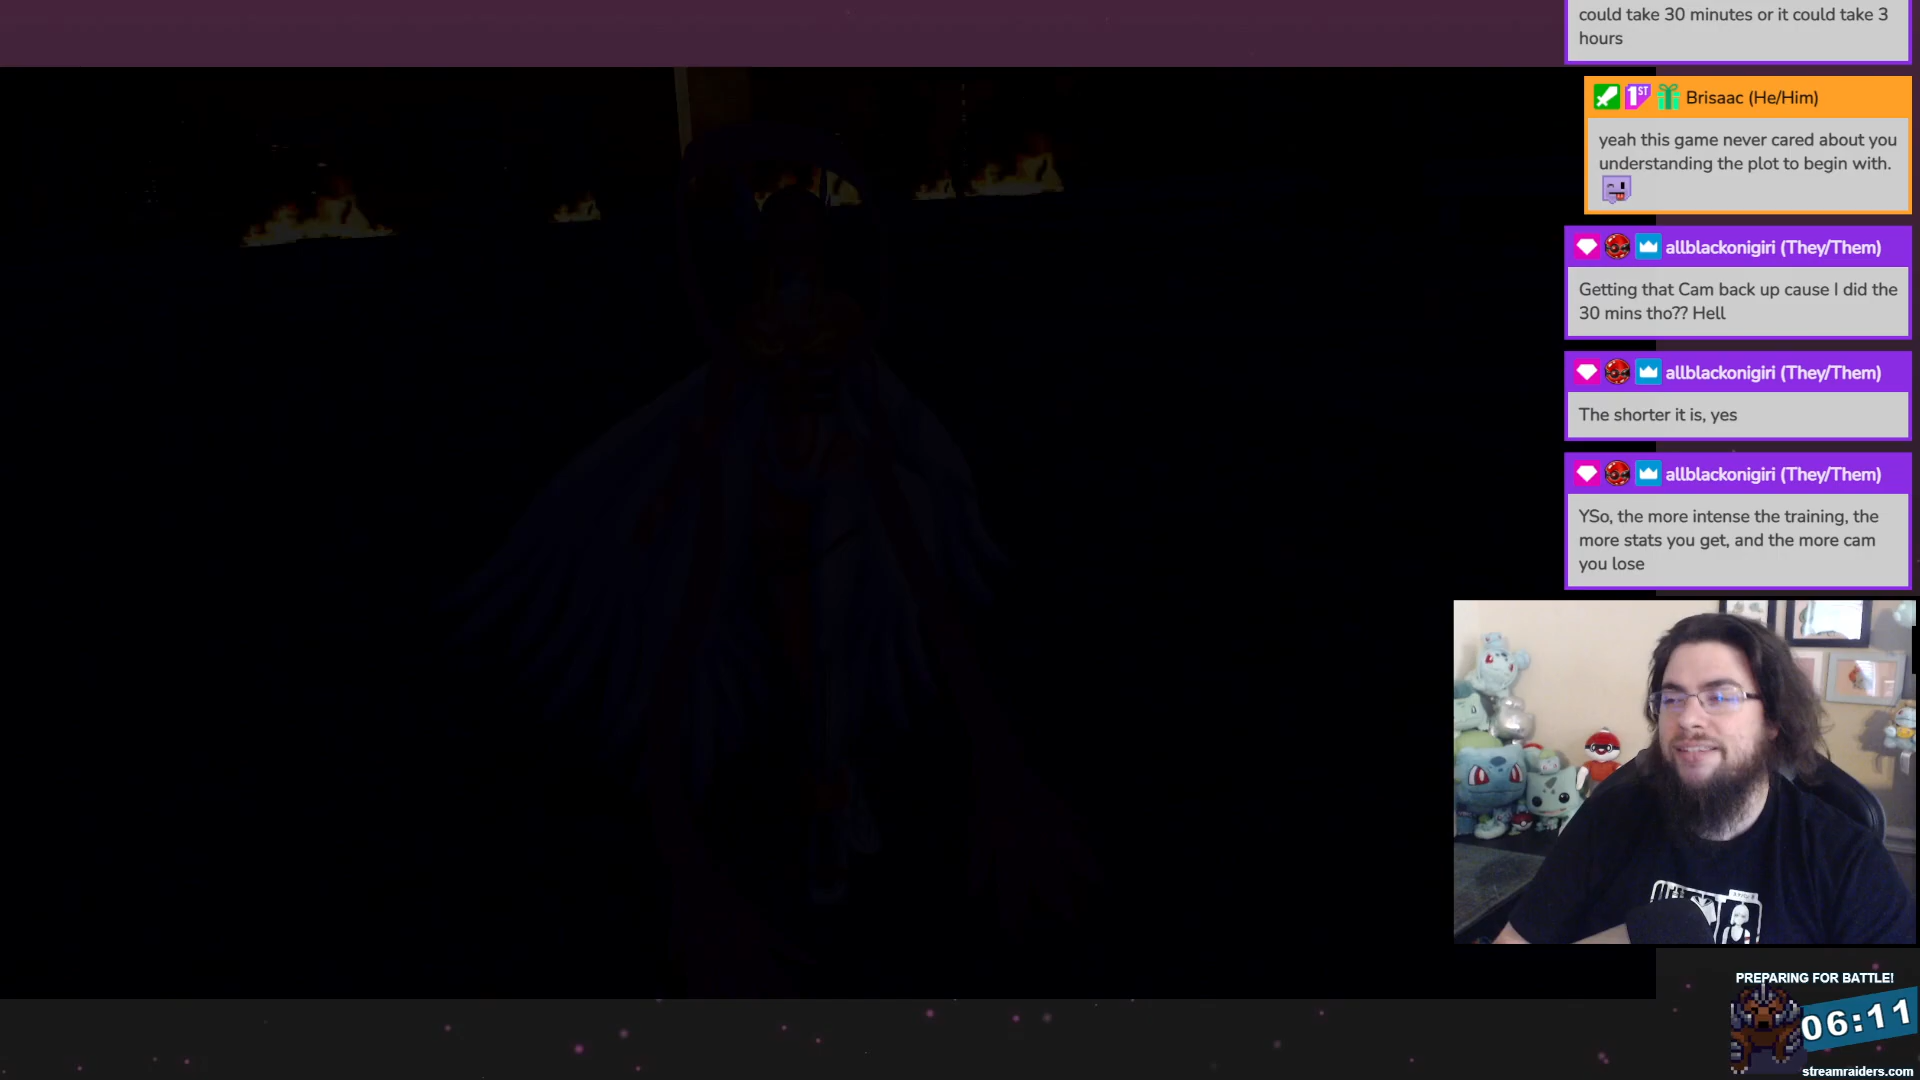 could take 30 minutes or it could take 3
hours
1ST Brisaac (He/Him)
yeah this game never cared about you
understanding the plot to begin with.
allblackonigiri (They/Them)
Getting that Cam back up cause I did the
30 mins tho?? Hell
allblackonigiri (They/Them)
The shorter it is, yes
allblackonigiri (They/Them)
YSo, the more intense the training, the
more stats you get, and the more cam
you lose
PREPARING FOR BATTLE!
06:11
streamraiders.com